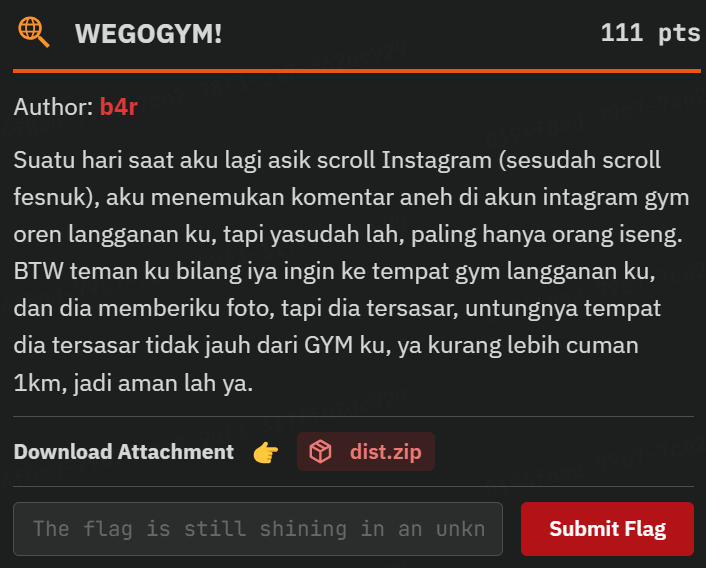 WEGOGYM!
111 pts
Author: b4r
Suatu hari saat aku lagi asik scroll Instagram (sesudah scroll
fesnuk), aku menemukan komentar aneh di akun intagram gym
oren langganan ku, tapi yasudah lah, paling hanya orang iseng.
BTW teman ku bilang iya ingin ke tempat gym langganan ku,
dan dia memberiku foto, tapi dia tersasar, untungnya tempat
dia tersasar tidak jauh dari GYM ku, ya kurang lebih cuman
1km, jadi aman lah ya.
Download Attachment
dist.zip
The flag is still shining in an unkn
Submit Flag